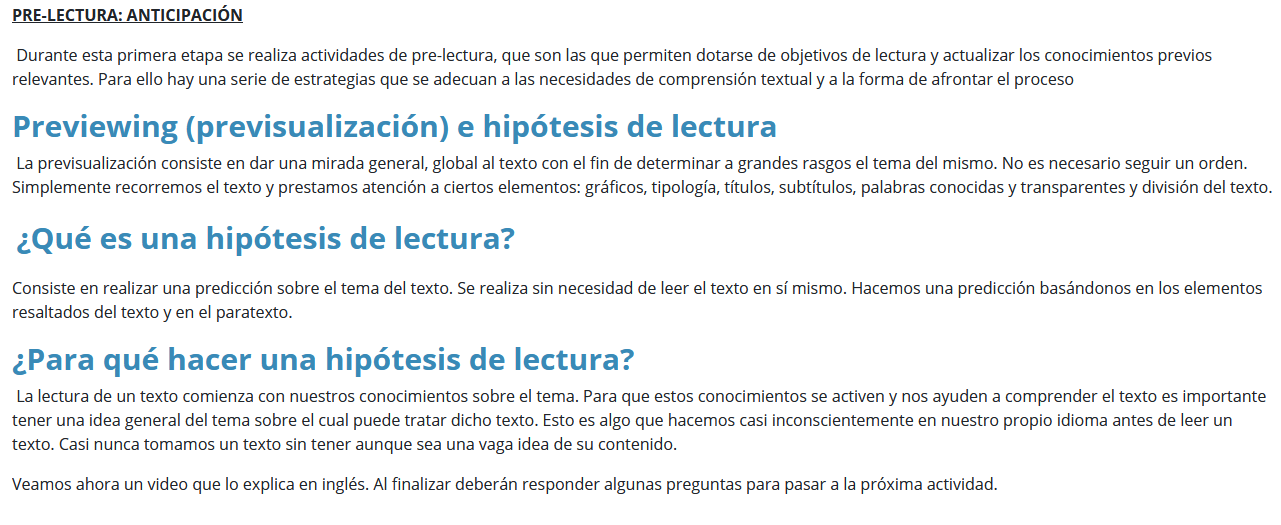 PRE-LECTURA: ANTICIPACIÓN
Durante esta primera etapa se realiza actividades de pre-lectura, que son las que permiten dotarse de objetivos de lectura y actualizar los conocimientos previos
relevantes. Para ello hay una serie de estrategias que se adecuan a las necesidades de comprensión textual y a la forma de afrontar el proceso
Previewing (previsualización) e hipótesis de lectura
La previsualización consiste en dar una mirada general, global al texto con el fin de determinar a grandes rasgos el tema del mismo. No es necesario seguir un orden.
Simplemente recorremos el texto y prestamos atención a ciertos elementos: gráficos, tipología, títulos, subtítulos, palabras conocidas y transparentes y división del texto.
¿Qué es una hipótesis de lectura?
Consiste en realizar una predicción sobre el tema del texto. Se realiza sin necesidad de leer el texto en sí mismo. Hacemos una predicción basándonos en los elementos
resaltados del texto y en el paratexto.
¿Para qué hacer una hipótesis de lectura?
La lectura de un texto comienza con nuestros conocimientos sobre el tema. Para que estos conocimientos se activen y nos ayuden a comprender el texto es importante
tener una idea general del tema sobre el cual puede tratar dicho texto. Esto es algo que hacemos casi inconscientemente en nuestro propio idioma antes de leer un
texto. Casi nunca tomamos un texto sin tener aunque sea una vaga idea de su contenido.
Veamos ahora un video que lo explica en inglés. Al finalizar deberán responder algunas preguntas para pasar a la próxima actividad.